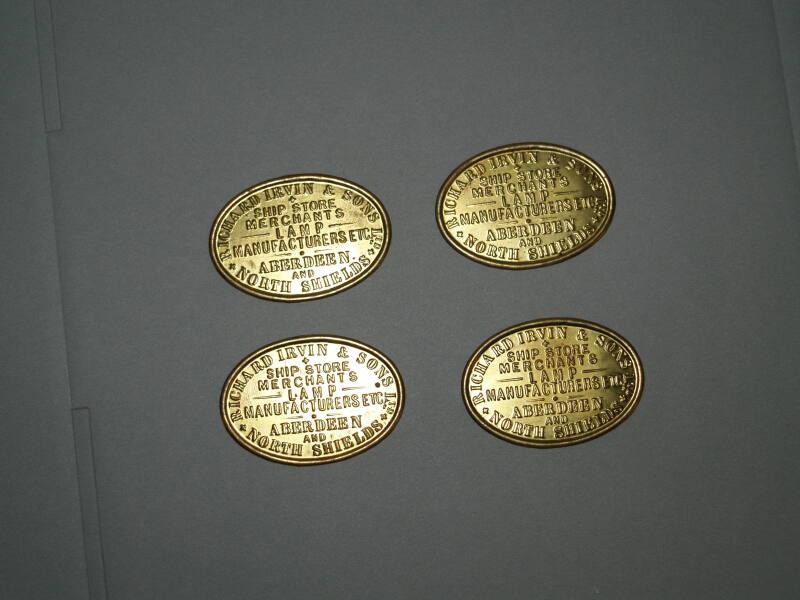 RICHARD IRVIN & SONS LTD
SHIP STORE
MERCHANTS
LAMP
MANUFACTURERS ETC.
ABERDEEN
AND
NORTH SHIELDS
RICHARD IRVIN & SONS LTD
SHIP STORE
MERCHANTS
LAMP
MANUFACTURERS ETC.
ABERDEEN
AND
NORTH SHIELDS
RICHARD IRVIN & SONS LTD
SHIP STORE
MERCHANTS
LAMP
MANUFACTURERS ETC.
ABERDEEN
AND
NORTH SHIELDS
RICHARD IRVIN & SONS LTD
SHIP STORE
MERCHANTS
LAMP
MANUFACTURERS ETC.
ABERDEEN
AND
NORTH SHIELDS